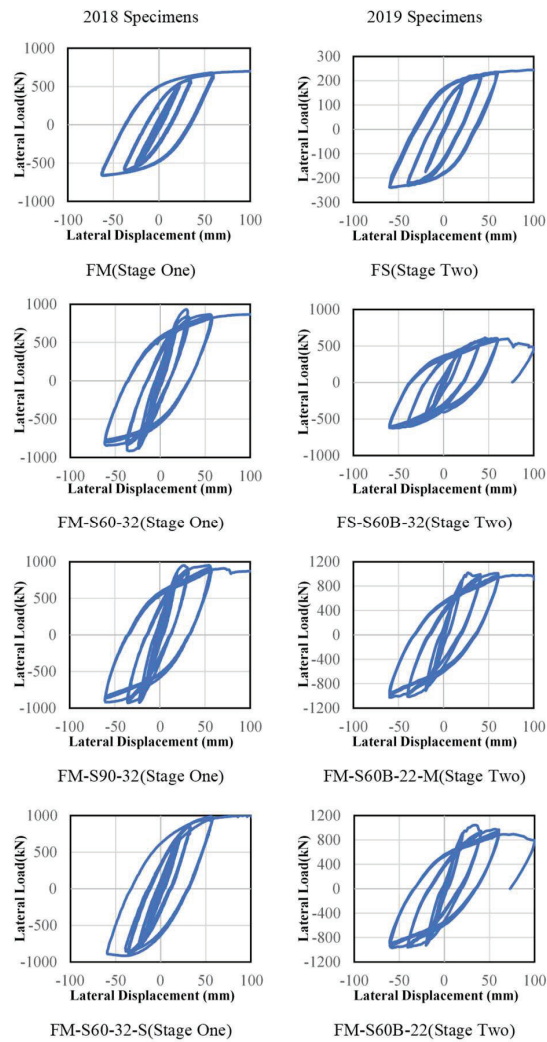 2018 Specimens
2019 Specimens
1000
500
0
-500
-1000
Lateral Load(kN)
-100 -50 0 50 100
Lateral Displacement (mm)
FM(Stage One)
300
200
100
0
-100
-200
-300
Lateral Load(kN)
-100 -50 0 50 100
Lateral Displacement (mm)
FS(Stage Two)
1000
500
0
-500
-1000
Lateral Load(kN)
-100 -50 0 50 100
Lateral Displacement (mm)
FM-S60-32(Stage One)
1000
500
0
-500
-1000
Lateral Load(kN)
-100 -50 0 50 100
Lateral Displacement (mm)
FS-S60B-32(Stage Two)
1000
500
0
-500
-1000
Lateral Load(kN)
-100 -50 0 50 100
Lateral Displacement (mm)
FM-S90-32(Stage One)
1200
800
400
0
-400
-800
-1200
Lateral Load(kN)
-100 -50 0 50 100
Lateral Displacement (mm)
FM-S60B-22-M(Stage Two)
1000
500
0
-500
-1000
Lateral Load(kN)
-100 -50 0 50 100
Lateral Displacement (mm)
FM-S60-32-S(Stage One)
1200
800
400
0
-400
-800
-1200
Lateral Load(kN)
-100 -50 0 50 100
Lateral Displacement (mm)
FM-S60B-22(Stage Two)